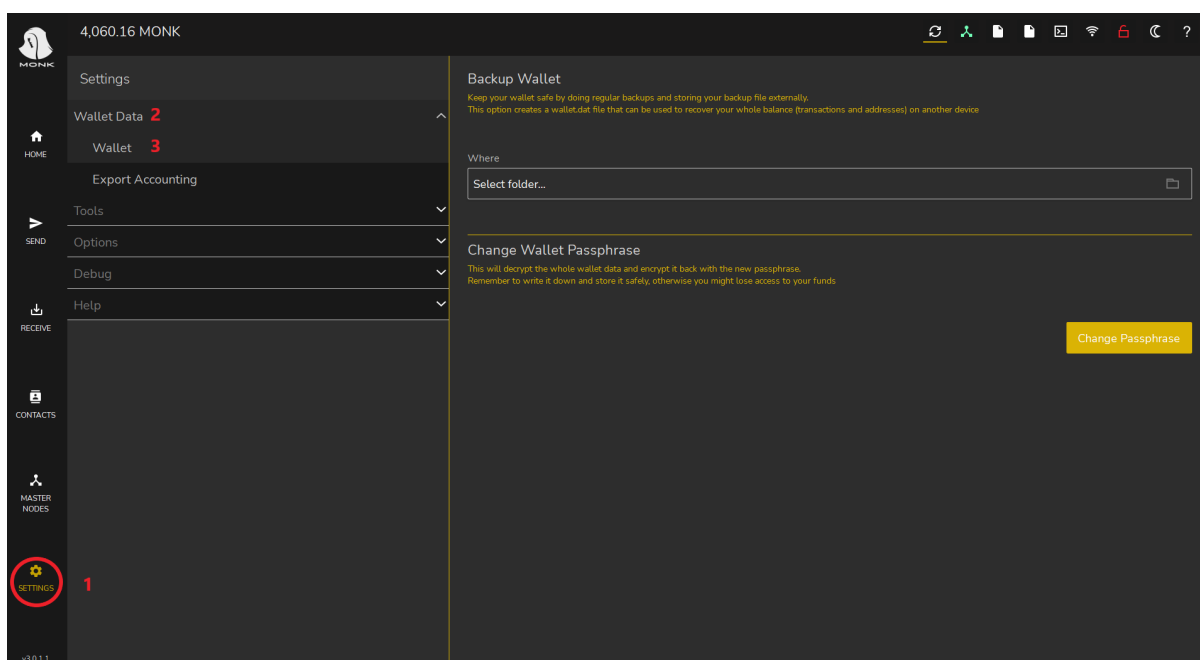 4,060.16 MONK
?
MONK
HOME
SEND
RECEIVE
CONTACTS
MASTER
NODES
SETTINGS
1
v3.0.1.1
Settings
Wallet Data 2
Wallet 3
Export Accounting
Tools
Options
Debug
Help
Backup Wallet
Keep your wallet safe by doing regular backups and storing your backup file externally.
This option creates a wallet.dat file that can be used to recover your whole balance (transactions and addresses) on another device
Where
Select folder...
Change Wallet Passphrase
This will decrypt the whole wallet data and encrypt it back with the new passphrase.
Remember to write it down and store it safely, otherwise you might lose access to your funds
Change Passphrase